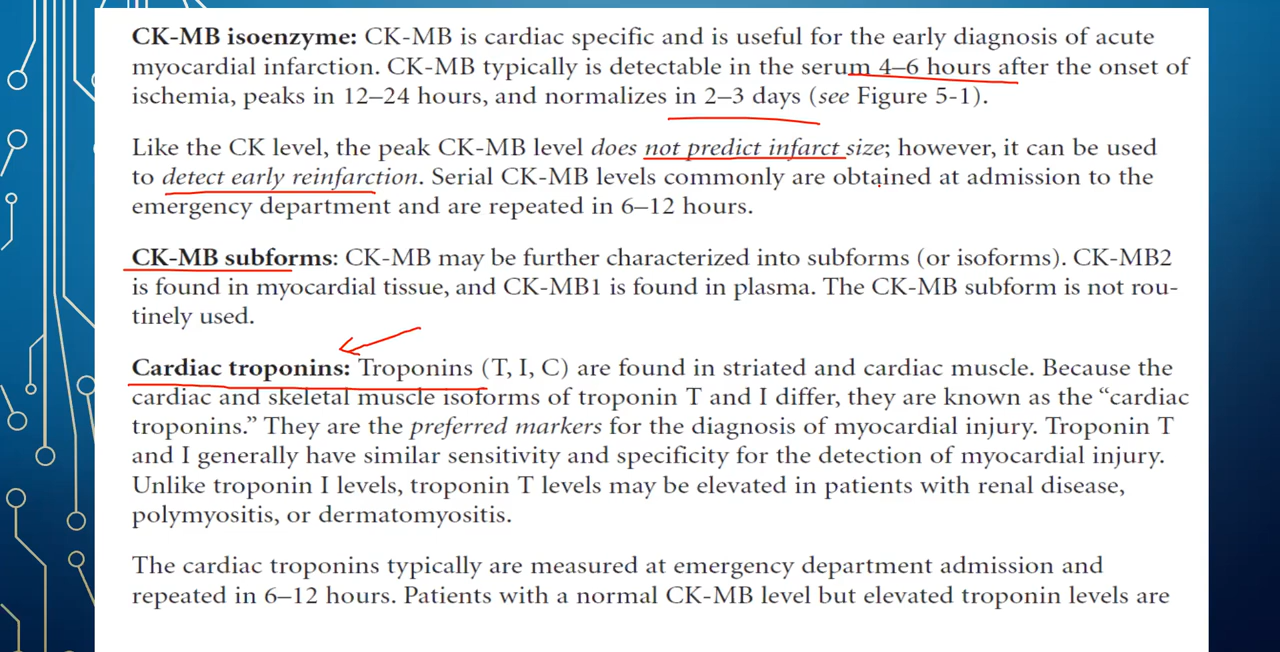 CK-MB isoenzyme: CK-MB is cardiac specific and is useful for the early diagnosis of acute
myocardial infarction. CK-MB typically is detectable in the serum 4–6 hours after the onset of
ischemia, peaks in 12–24 hours, and normalizes in 2–3 days (see Figure 5-1).
Like the CK level, the peak CK-MB level does not predict infarct size; however, it can be used
to detect early reinfarction. Serial CK-MB levels commonly are obtained at admission to the
emergency department and are repeated in 6–12 hours.
CK-MB subforms: CK-MB may be further characterized into subforms (or isoforms). CK-MB2
is found in myocardial tissue, and CK-MB1 is found in plasma. The CK-MB subform is not rou-
tinely used.
Cardiac troponins: Troponins (T, I, C) are found in striated and cardiac muscle. Because the
cardiac and skeletal muscle isoforms of troponin T and I differ, they are known as the “cardiac
troponins.” They are the preferred markers for the diagnosis of myocardial injury. Troponin T
and I generally have similar sensitivity and specificity for the detection of myocardial injury.
Unlike troponin I levels, troponin T levels may be elevated in patients with renal disease,
polymyositis, or dermatomyositis.
The cardiac troponins typically are measured at emergency department admission and
repeated in 6–12 hours. Patients with a normal CK-MB level but elevated troponin levels are